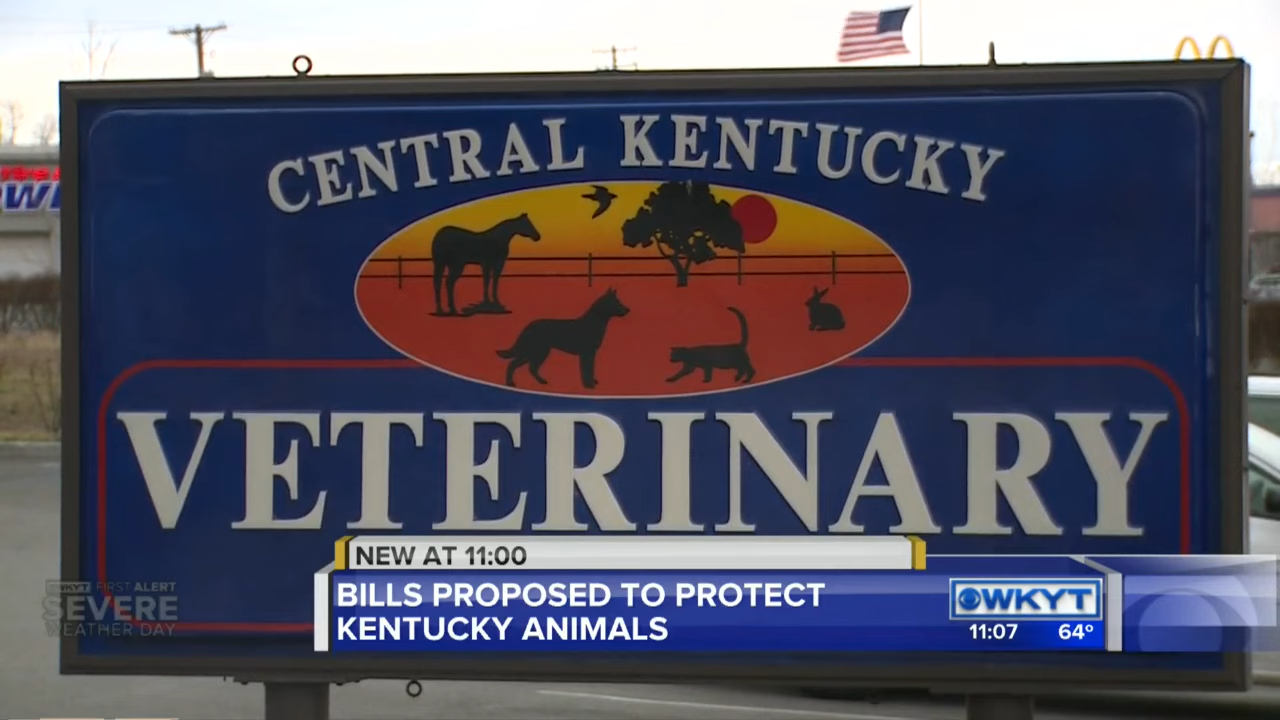 CENTRAL KENTUCKY
VETERINARY
NEW AT 11:00
BILLS PROPOSED TO PROTECT
KENTUCKY ANIMALS
WKYT
11:07 64°
WKYT FIRST ALERT
SEVERE
WEATHER DAY